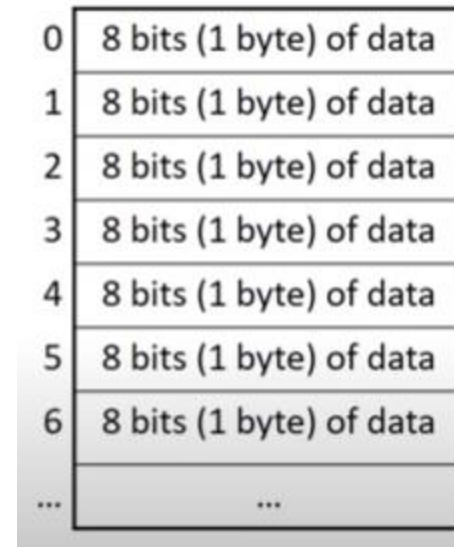 0 8 bits (1 byte) of data
1 8 bits (1 byte) of data
2 8 bits (1 byte) of data
3 8 bits (1 byte) of data
4 8 bits (1 byte) of data
5 8 bits (1 byte) of data
6 8 bits (1 byte) of data
... ...